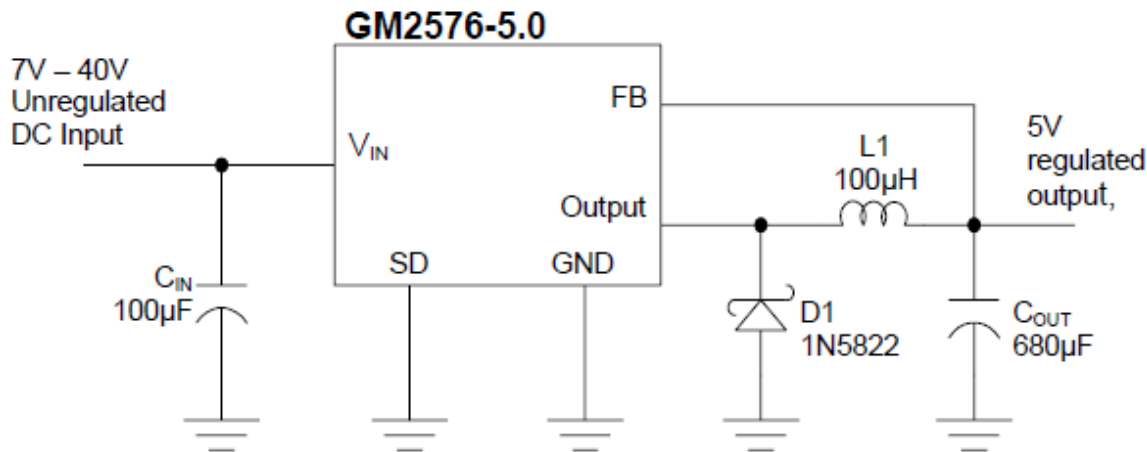 GM2576-5.0
7V – 40V
Unregulated
DC Input
FB
5V
regulated
output,
VIN
L1
100µH
Output
SD
GND
CIN
100µF
D1
1N5822
COUT
680µF